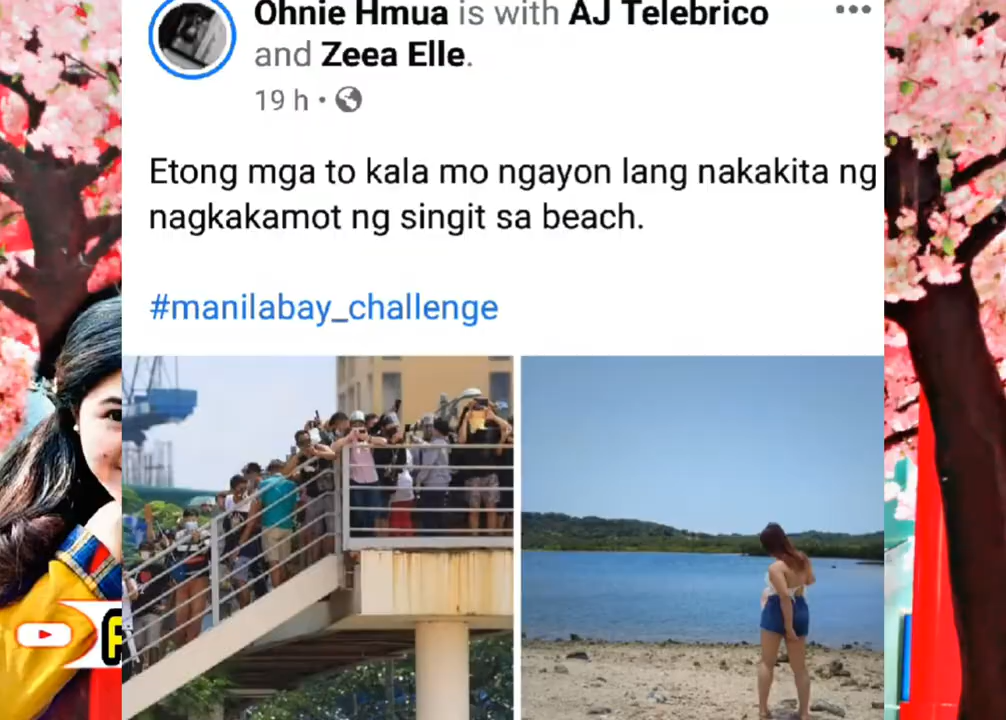 Ohnie Hmua is with AJ Telebrico
and Zeea Elle.
19 h •
Etong mga to kala mo ngayon lang nakakita ng
nagkakamot ng singit sa beach.
#manilabay_challenge